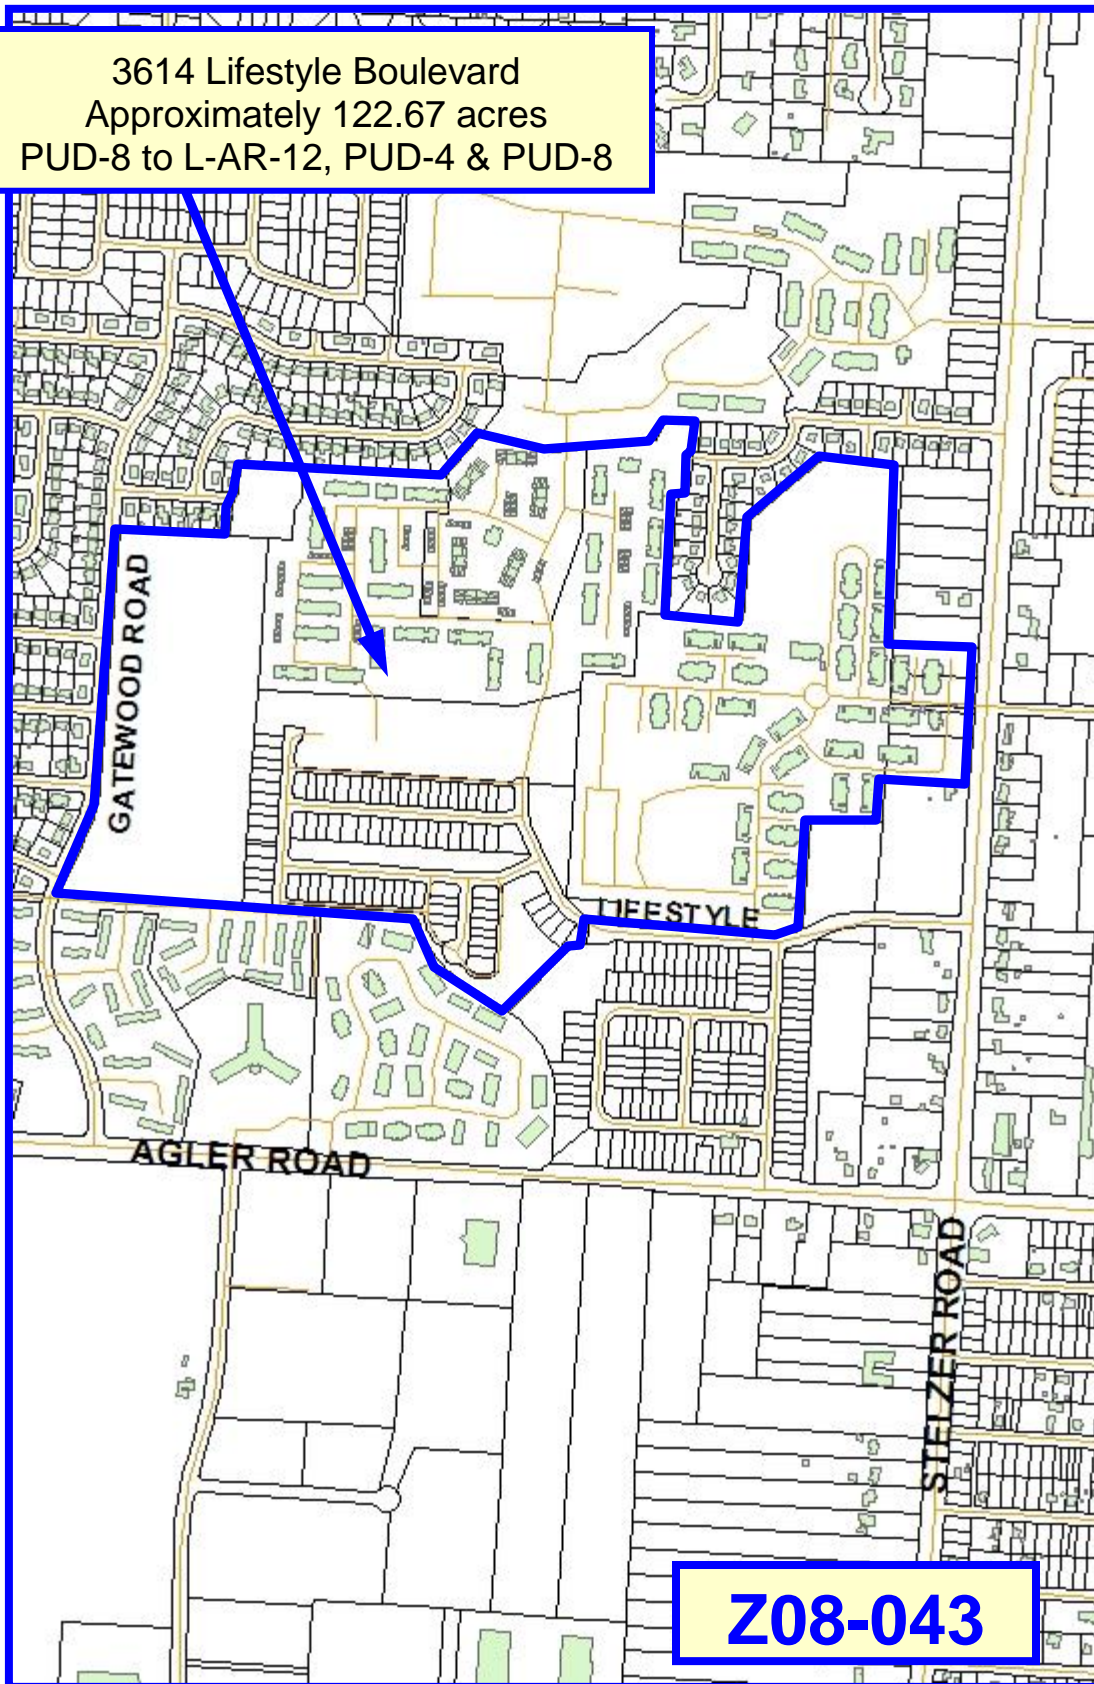 3614 Lifestyle Boulevard
Approximately 122.67 acres
PUD-8 to L-AR-12, PUD-4 & PUD-8
GATEWOOD ROAD
LIFESTYLE
AGLER ROAD
STELZER ROAD
Z08-043